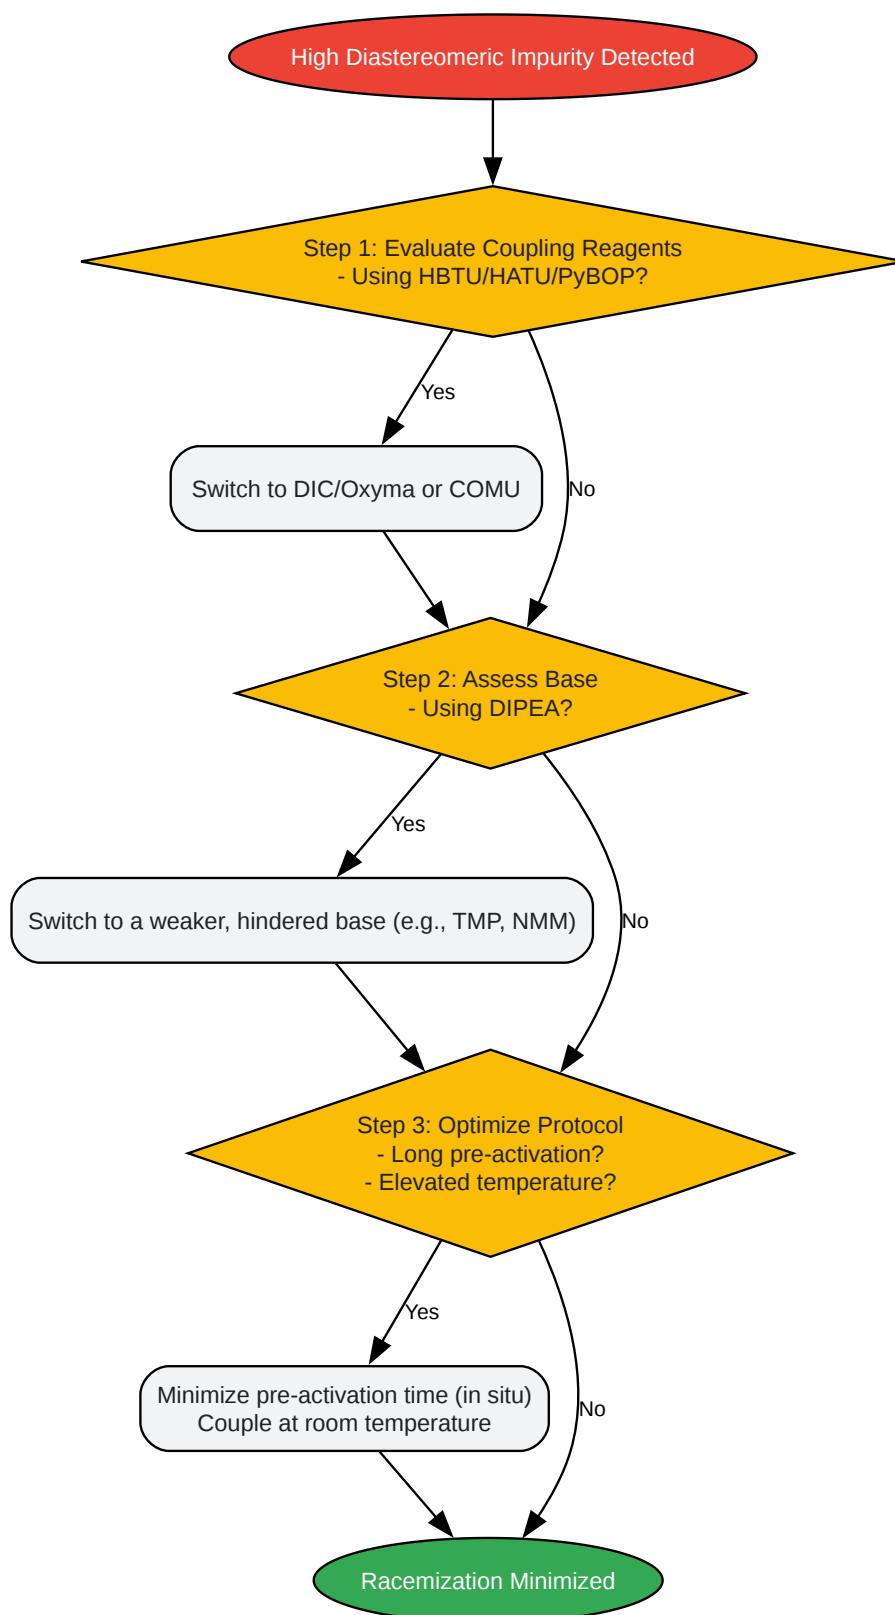 High Diastereomeric Impurity Detected
Step 1: Evaluate Coupling Reagents
- Using HBTU/HATU/PyBOP?
Yes
Switch to DIC/Oxyma or COMU
No
Step 2: Assess Base
- Using DIPEA?
Yes
Switch to a weaker, hindered base (e.g., TMP, NMM)
No
Step 3: Optimize Protocol
- Long pre-activation?
- Elevated temperature?
Yes
Minimize pre-activation time (in situ)
Couple at room temperature
No
Racemization Minimized